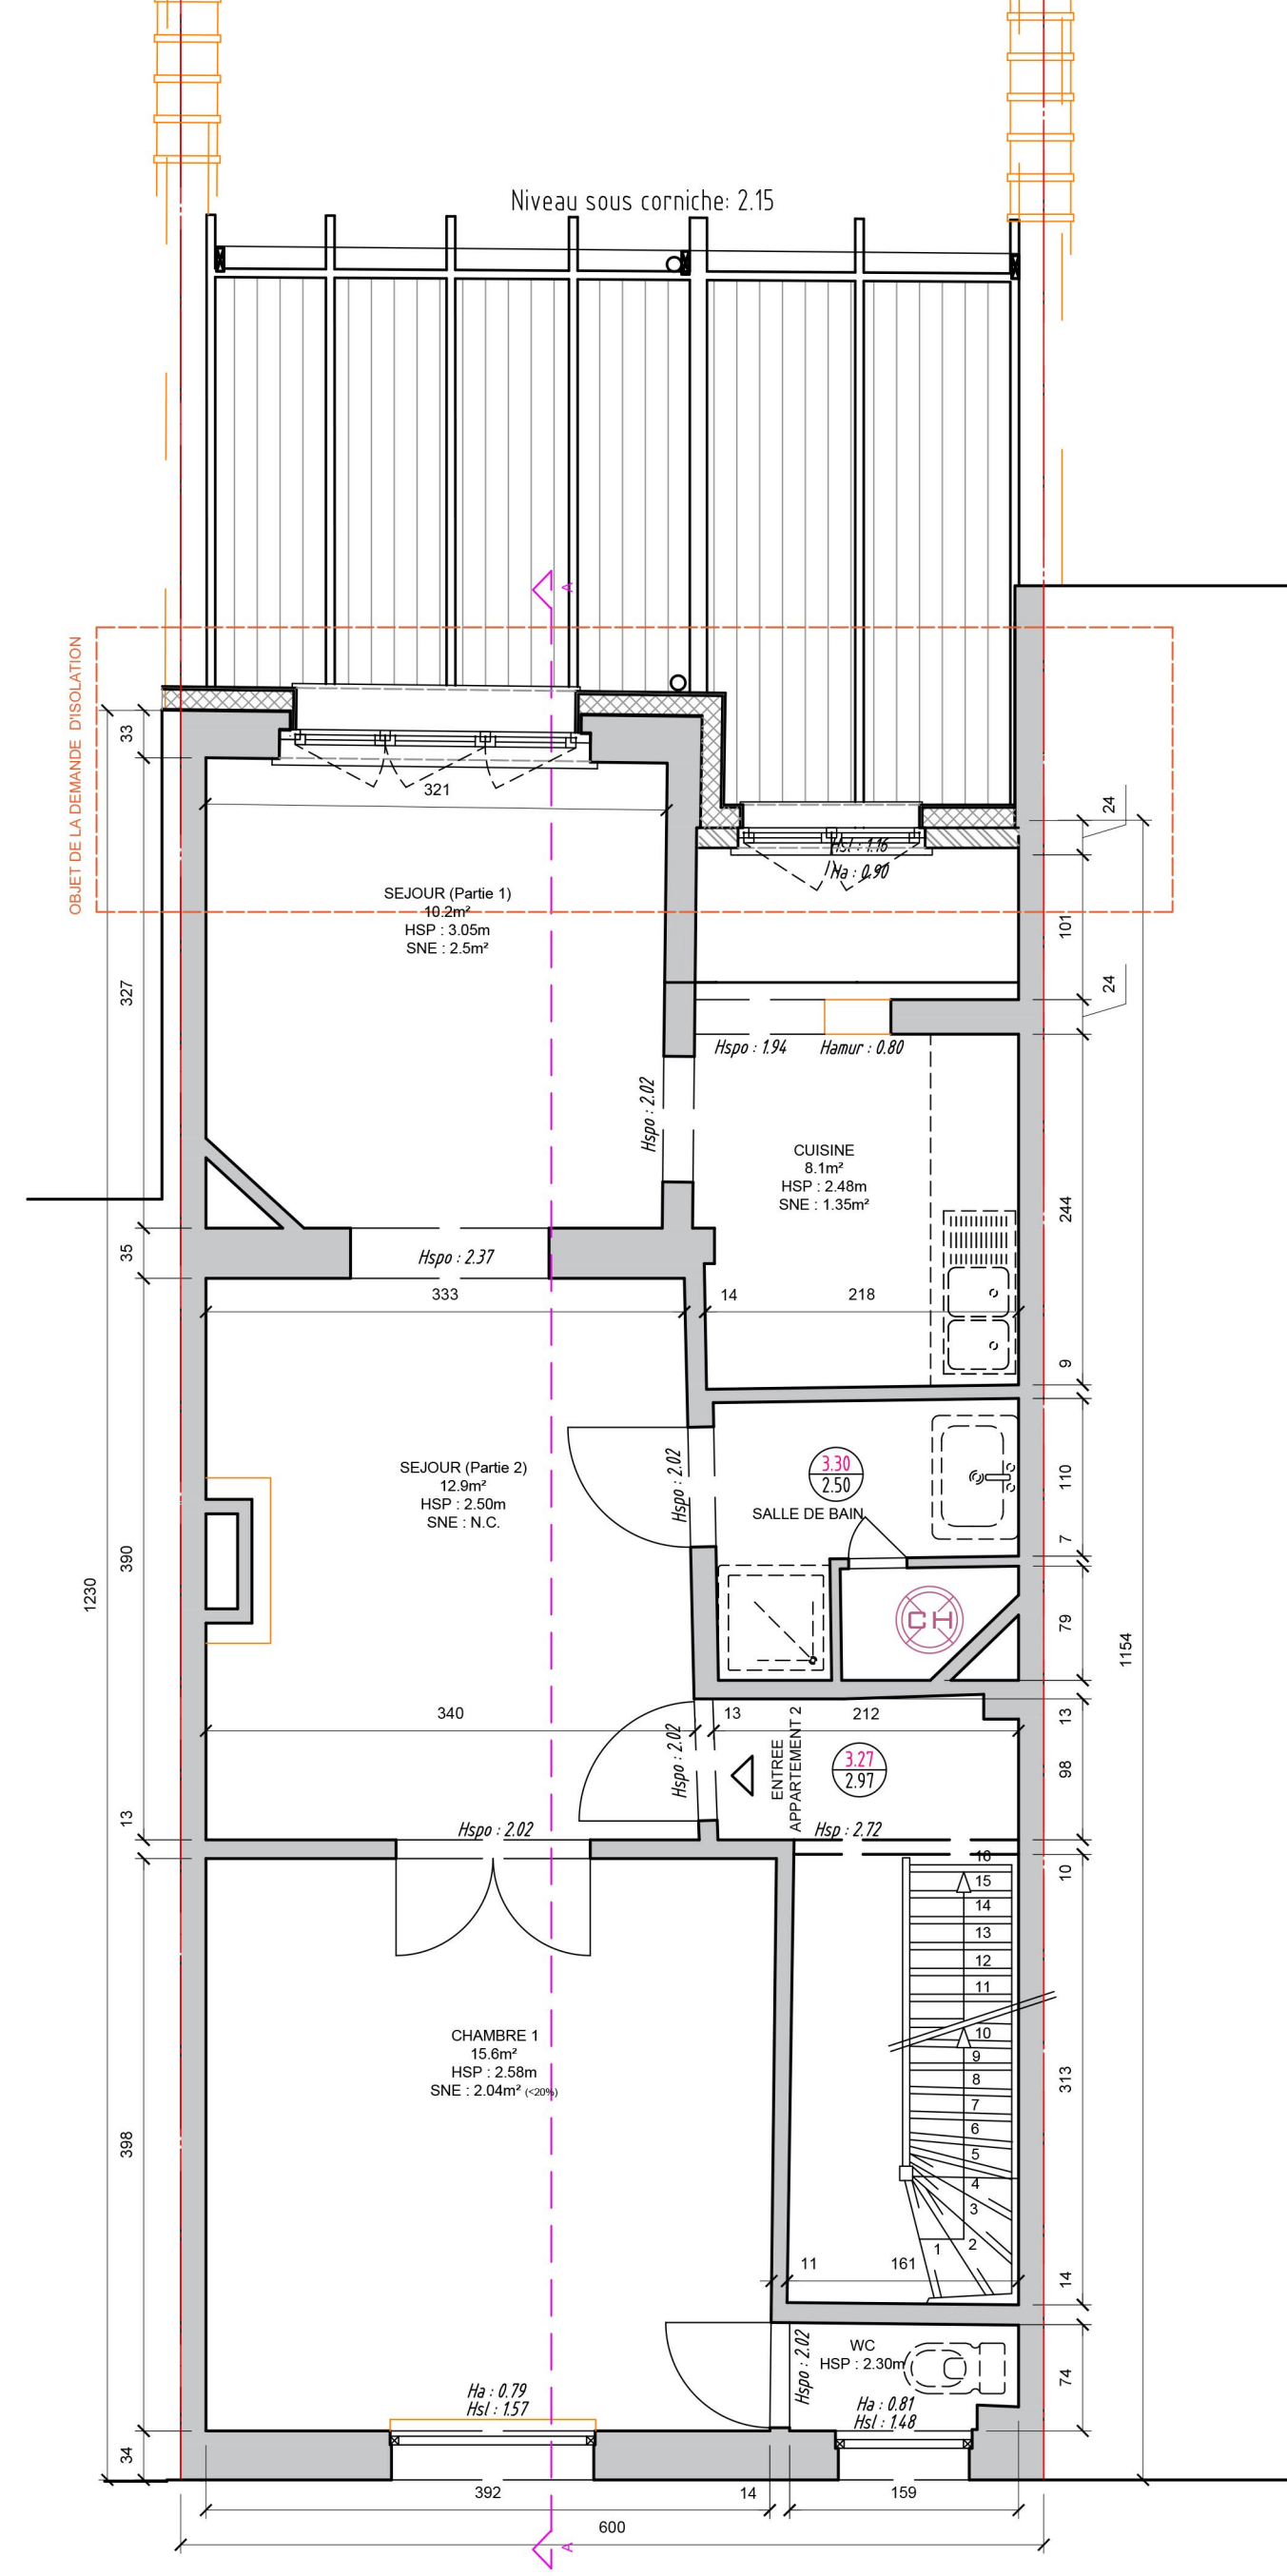 Niveau sous corniche: 2.15
A
OBJET DE LA DEMANDE D'ISOLATION
33
321
24
Hsl : 1.16
Ha : 0.90
SEJOUR (Partie 1)
10.2m²
HSP : 3.05m
SNE : 2.5m²
101
327
24
Hspo : 1.94
Hamur : 0.80
Hspo : 2.02
CUISINE
8.1m²
HSP : 2.48m
SNE : 1.35m²
244
35
Hspo : 2.37
333
14
218
9
SEJOUR (Partie 2)
12.9m²
HSP : 2.50m
SNE : N.C.
Hspo : 2.02
3.30
2.50
SALLE DE BAIN
110
7
390
1230
CH
79
1154
340
13
212
13
Hspo : 2.02
ENTREE
APPARTEMENT 2
3.27
2.97
98
13
Hspo : 2.02
Hsp : 2.72
10
16
15
14
13
12
11
10
9
8
7
6
5
4
3
2
1
CHAMBRE 1
15.6m²
HSP : 2.58m
SNE : 2.04m² (<20%)
313
398
11
161
14
WC
HSP : 2.30m
Hspo : 2.02
74
Ha : 0.79
Hsl : 1.57
Ha : 0.81
Hsl : 1.48
34
392
14
159
600
A